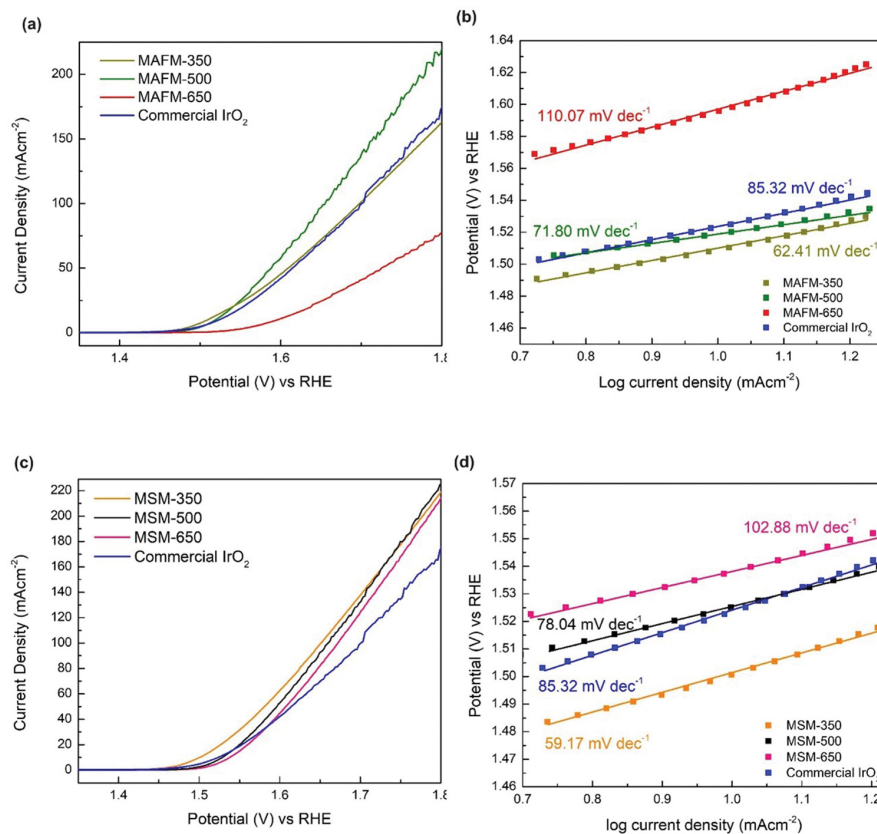 (a)
MAFM-350
MAFM-500
MAFM-650
Commercial IrO₂
200
150
100
50
0
1.4
1.6
1.8
Current Density (mAcm⁻²)
Potential (V) vs RHE
(b)
1.64
1.62
1.60
1.58
1.56
1.54
1.52
1.50
1.48
1.46
0.7
0.8
0.9
1.0
1.1
1.2
110.07 mV dec⁻¹
85.32 mV dec⁻¹
71.80 mV dec⁻¹
62.41 mV dec⁻¹
MAFM-350
MAFM-500
MAFM-650
Commercial IrO₂
Potential (V) vs RHE
Log current density (mAcm⁻²)
(c)
MSM-350
MSM-500
MSM-650
Commercial IrO₂
220
200
180
160
140
120
100
80
60
40
20
0
1.4
1.5
1.6
1.7
1.8
Current Density (mAcm⁻²)
Potential (V) vs RHE
(d)
1.57
1.55
1.54
1.53
1.51
1.50
1.48
1.47
1.46
0.7
0.8
0.9
1.0
1.1
1.2
102.88 mV dec⁻¹
78.04 mV dec⁻¹
85.32 mV dec⁻¹
59.17 mV dec⁻¹
MSM-350
MSM-500
MSM-650
Commercial IrO₂
Potential (V) vs RHE
log current density (mAcm⁻²)